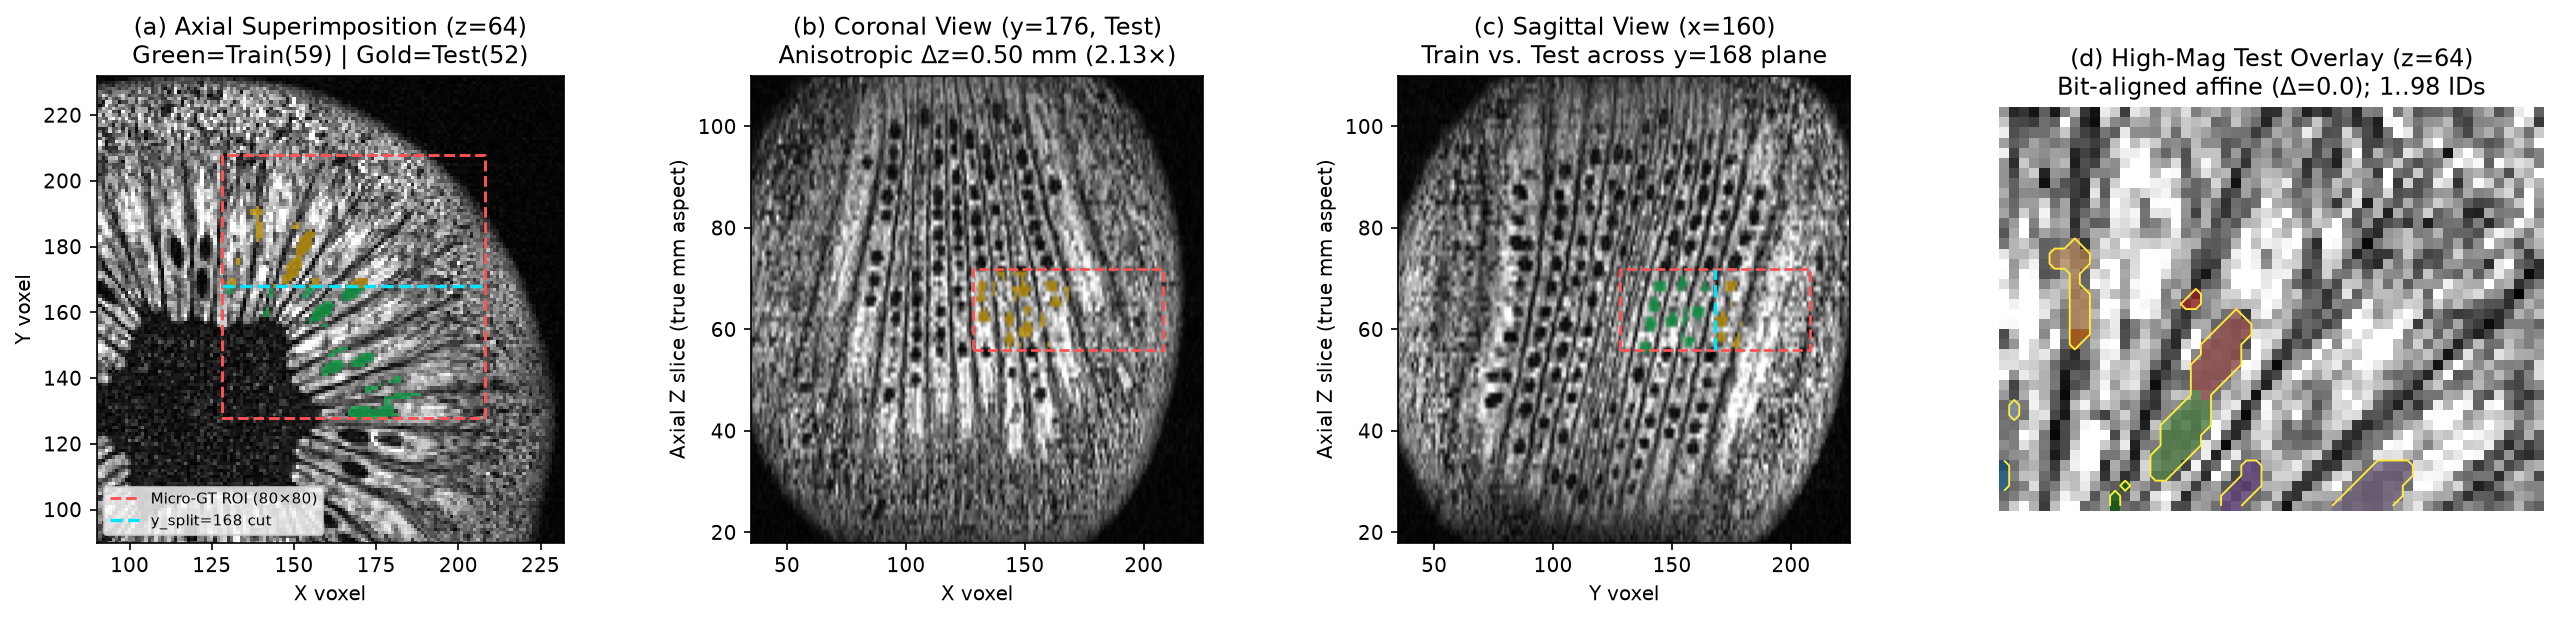 (a) Axial Superimposition (z=64)
Green=Train(59) | Gold=Test(52)
220
200
180
160
140
120
100
Y voxel
Micro-GT ROI (80×80)
y_split=168 cut
100
125
150
175
200
225
X voxel
(b) Coronal View (y=176, Test)
Anisotropic Δz=0.50 mm (2.13×)
100
80
60
40
20
Axial Z slice (true mm aspect)
50
100
150
200
X voxel
(c) Sagittal View (x=160)
Train vs. Test across y=168 plane
100
80
60
40
20
Axial Z slice (true mm aspect)
50
100
150
200
Y voxel
(d) High-Mag Test Overlay (z=64)
Bit-aligned affine (Δ=0.0); 1..98 IDs